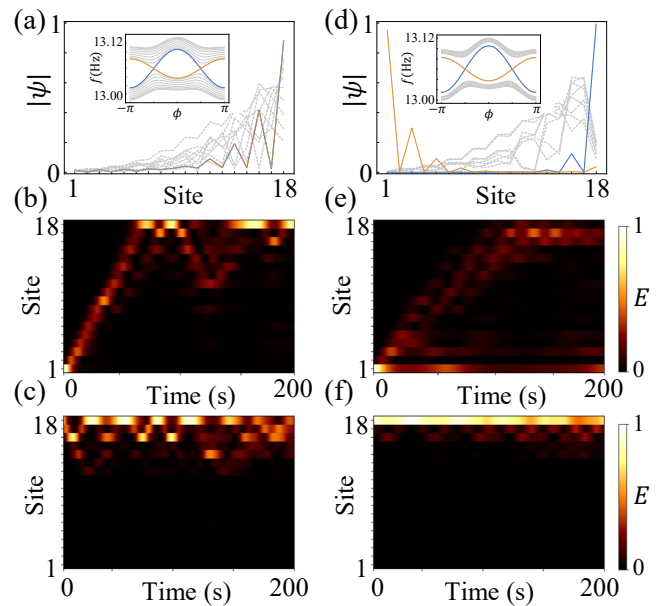 (a)
|ψ|
1
0
13.12
f (Hz)
13.00
−π
ϕ
π
1
Site
18
(d)
|ψ|
1
0
13.12
f (Hz)
13.00
−π
ϕ
π
1
Site
18
(b)
18
Site
1
0
Time (s)
200
(e)
18
Site
1
0
Time (s)
200
1
E
0
(c)
18
Site
1
0
Time (s)
200
(f)
18
Site
1
0
Time (s)
200
1
E
0